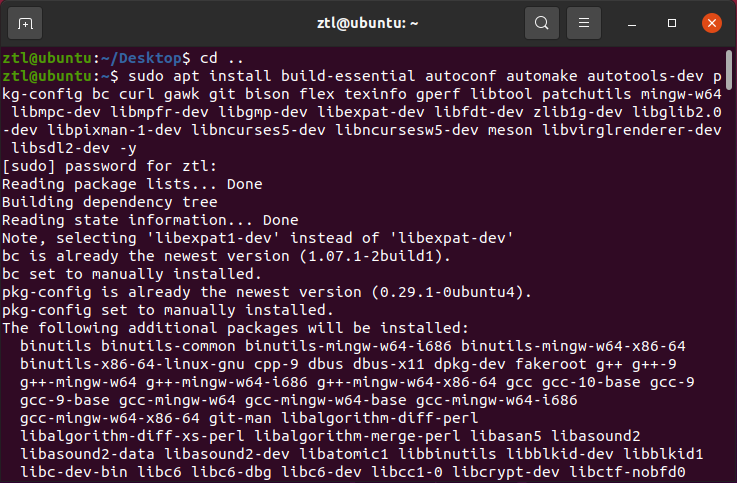 ztl@ubuntu: ~
ztl@ubuntu:~/Desktop$ cd ..
ztl@ubuntu:~$ sudo apt install build-essential autoconf automake autotools-dev p
kg-config bc curl gawk git bison flex texinfo gperf libtool patchutils mingw-w64
 libmpc-dev libmpfr-dev libgmp-dev libexpat-dev libfdt-dev zlib1g-dev libglib2.0
-dev libpixman-1-dev libncurses5-dev libncursesw5-dev meson libvirglrenderer-dev
 libsdl2-dev -y
[sudo] password for ztl:
Reading package lists... Done
Building dependency tree
Reading state information... Done
Note, selecting 'libexpat1-dev' instead of 'libexpat-dev'
bc is already the newest version (1.07.1-2build1).
bc set to manually installed.
pkg-config is already the newest version (0.29.1-0ubuntu4).
pkg-config set to manually installed.
The following additional packages will be installed:
  binutils binutils-common binutils-mingw-w64-i686 binutils-mingw-w64-x86-64
  binutils-x86-64-linux-gnu cpp-9 dbus dbus-x11 dpkg-dev fakeroot g++ g++-9
  g++-mingw-w64 g++-mingw-w64-i686 g++-mingw-w64-x86-64 gcc gcc-10-base gcc-9
  gcc-9-base gcc-mingw-w64 gcc-mingw-w64-base gcc-mingw-w64-i686
  gcc-mingw-w64-x86-64 git-man libalgorithm-diff-perl
  libalgorithm-diff-xs-perl libalgorithm-merge-perl libasan5 libasound2
  libasound2-data libasound2-dev libatomic1 libbinutils libblkid-dev libblkid1
  libc-dev-bin libc6 libc6-dbg libc6-dev libcc1-0 libcrypt-dev libctf-nobfd0